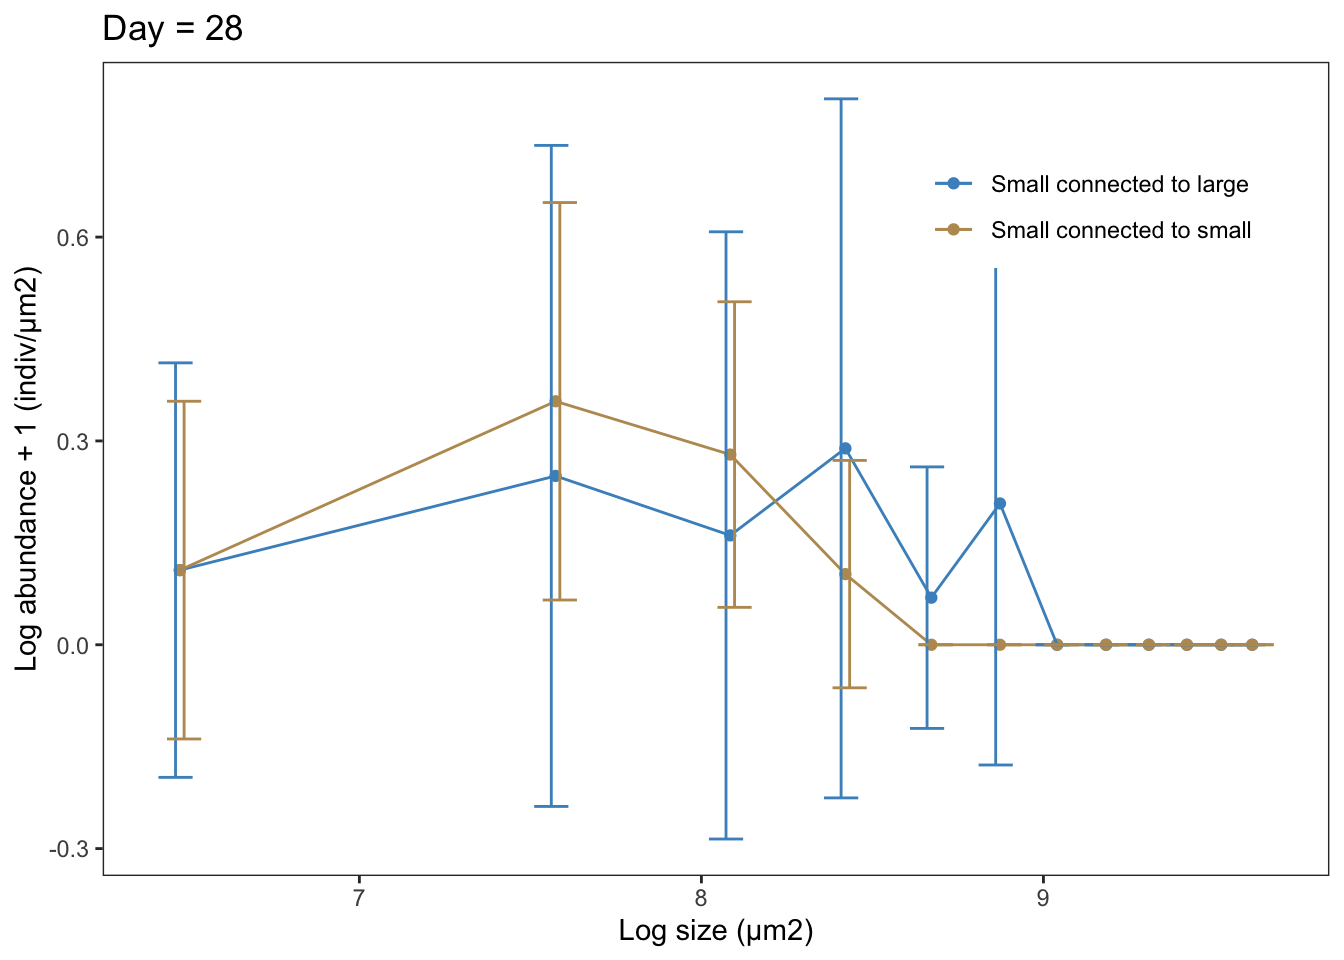 Day = 28
Log abundance + 1 (indiv/µm2)
0.6
0.3
0.0
-0.3
Small connected to large
Small connected to small
7 8 9
Log size (µm2)